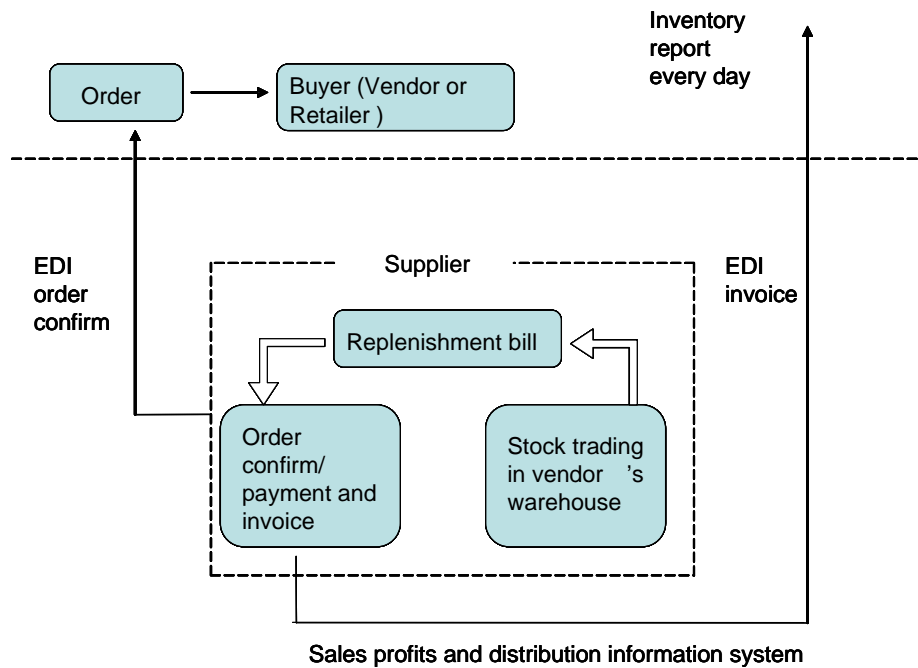 Inventory
report
every day
Order
Buyer (Vendor or
Retailer )
EDI
order
confirm
Supplier
EDI
invoice
Replenishment bill
Order
confirm/
payment and
invoice
Stock trading
in vendor 's
warehouse
Sales profits and distribution information system